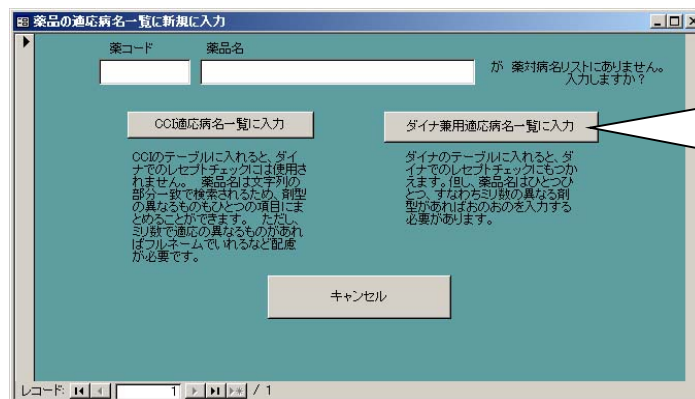 薬品の適応病名一覧に新規に入力
薬コード 薬品名
が 薬対病名リストにありません。
入力しますか？
CCI適応病名一覧に入力
ダイナ兼用適応病名一覧に入力
CCIのテーブルに入れると、ダイ
ナでのレセプトチェックには使用さ
れません。 薬品名は文字列の
部分一致で検索されるため、剤型
の異なるものもひとつの項目にま
とめることができます。 ただし、
ミリ数で適応の異なるものがあれ
ばフルネームでいれるなど配慮
が必要です。
ダイナのテーブルに入れると、ダ
イナでのレセプトチェックにもつか
えます。但し、薬品名はひとつひ
とつ、すなわちミリ数の異なる剤
型があればおのおのを入力する
必要があります。
キャンセル
レコード: 1 / 1